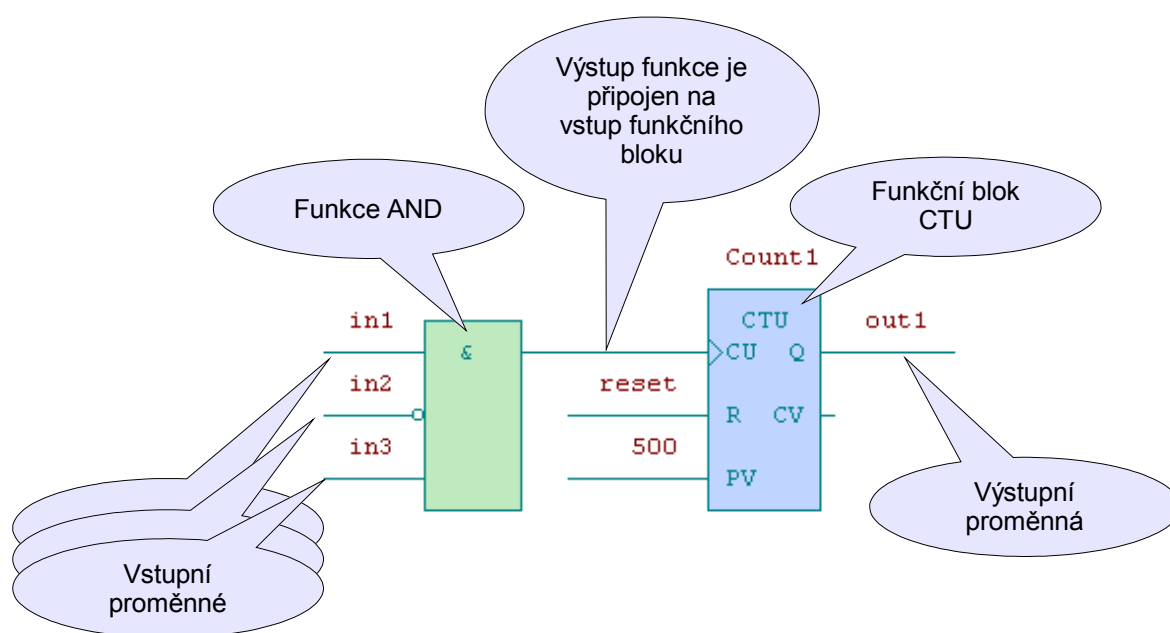 Výstup funkce je
připojen na
vstup funkčního
bloku
Funkce AND
Funkční blok
CTU
Count1
in1
&
CTU
out1
CU Q
in2
reset
R CV
in3
500
PV
Výstupní
proměnná
Vstupní
proměnné